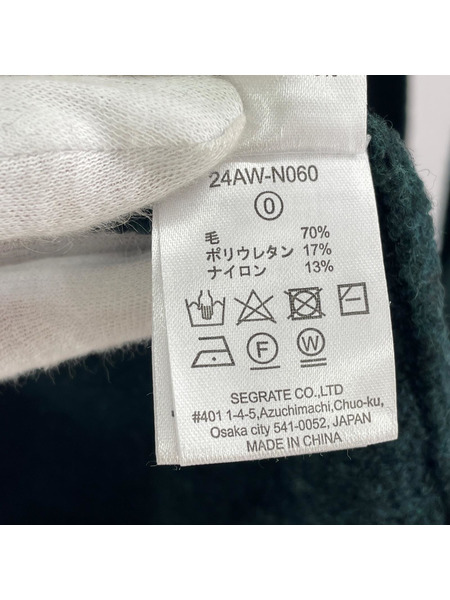 24AW-N060
0
毛 70%
ポリウレタン 17%
ナイロン 13%
F W
SEGRATE CO.,LTD
#401 1-4-5,Azuchimachi,Chuo-ku,
Osaka city 541-0052, JAPAN
MADE IN CHINA